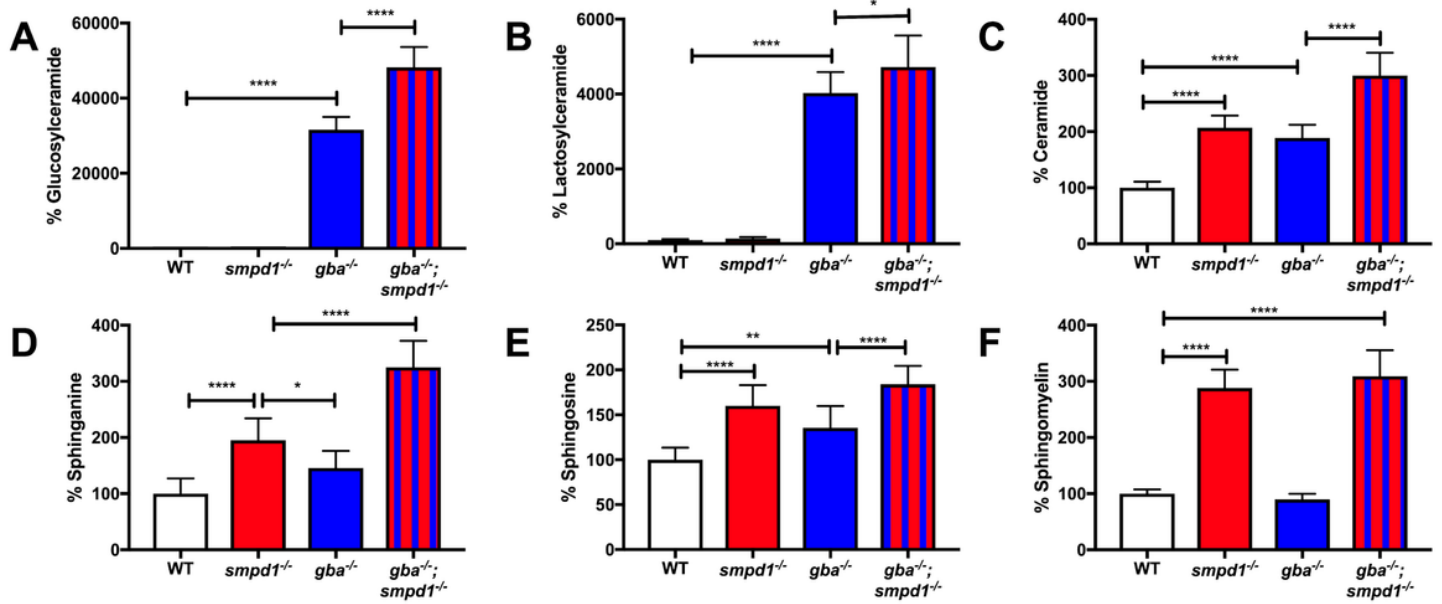 A
% Glucosylceramide
60000
40000
20000
0
****
****
WT
smpd1-/-
gba-/-
gba-/-;
smpd1-/-
B
% Lactosylceramide
6000
4000
2000
0
****
*
WT
smpd1-/-
gba-/-
gba-/-;
smpd1-/-
C
% Ceramide
400
300
200
100
0
****
****
****
WT
smpd1-/-
gba-/-
gba-/-;
smpd1-/-
D
% Sphinganine
400
300
200
100
0
****
****
*
WT
smpd1-/-
gba-/-
gba-/-;
smpd1-/-
E
% Sphingosine
250
200
150
100
50
0
**
****
****
WT
smpd1-/-
gba-/-
gba-/-;
smpd1-/-
F
% Sphingomyelin
400
300
200
100
0
****
****
WT
smpd1-/-
gba-/-
gba-/-;
smpd1-/-